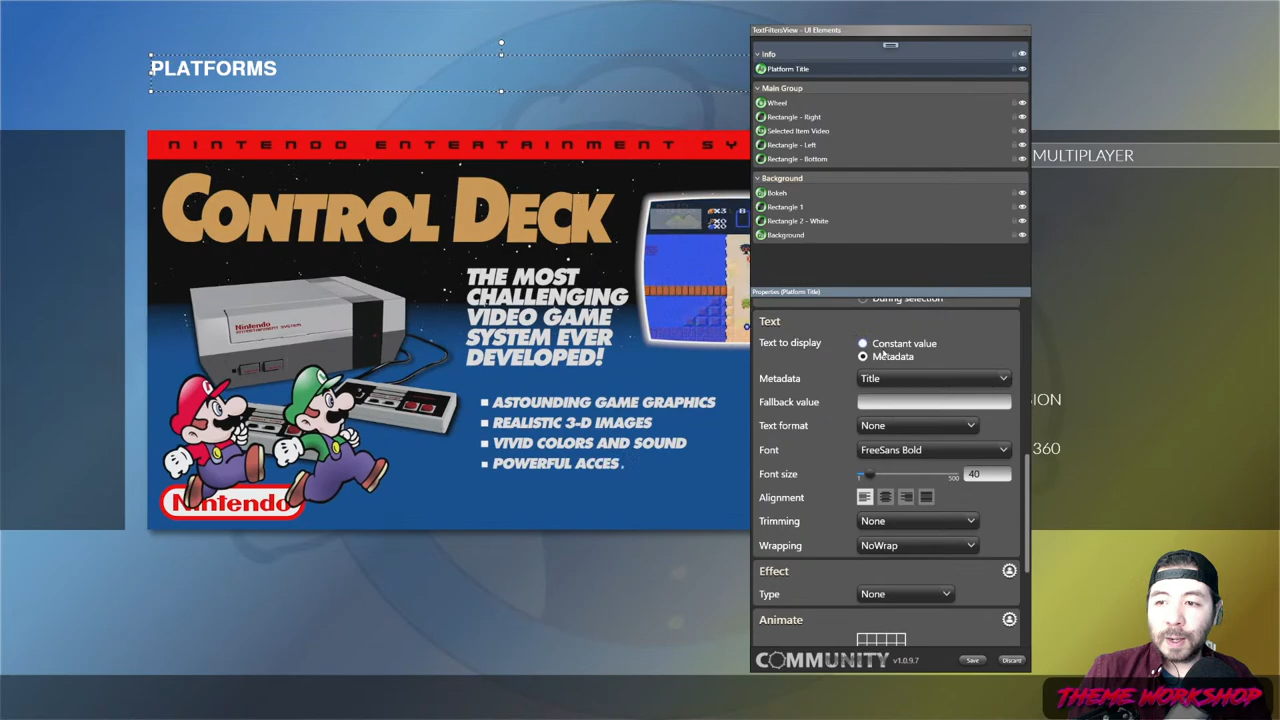 TextFiltersView - UI Elements
Info
Platform Title
Main Group
Wheel
Rectangle - Right
Selected Item Video
Rectangle - Left
Rectangle - Bottom
Background
Bokeh
Rectangle 1
Rectangle 2 - White
Background
PLATFORMS
NINTENDO ENTERTAINMENT SY
CONTROL DECK
THE MOST
CHALLENGING
VIDEO GAME
SYSTEM EVER
DEVELOPED!
Nintendo
ASTOUNDING GAME GRAPHICS
REALISTIC 3-D IMAGES
VIVID COLORS AND SOUND
POWERFUL ACCES
Nintendo
MULTIPLAYER
ION
360
Properties (Platform Title)
During selection
Text
Text to display
Constant value
Metadata
Metadata
Title
Fallback value
Text format
None
Font
FreeSans Bold
Font size
1
500
40
Alignment
Trimming
None
Wrapping
NoWrap
Effect
Type
None
Animate
COMMUNITY v1.0.9.7
Save
Discard
THEME WORKSHOP